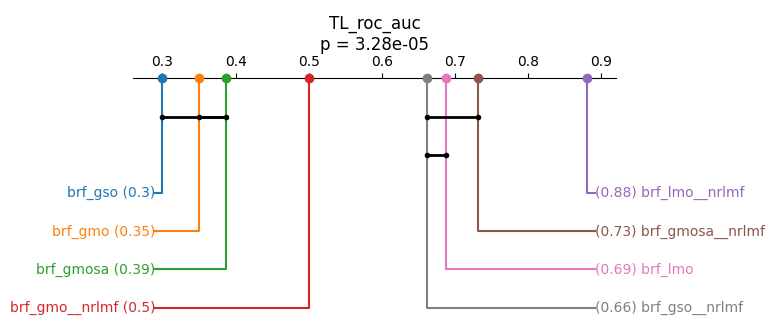 TL_roc_auc
p = 3.28e-05
0.3 0.4 0.5 0.6 0.7 0.8 0.9
brf_gso (0.3) (0.88) brf_lmo__nrlmf
brf_gmo (0.35) (0.73) brf_gmosa__nrlmf
brf_gmosa (0.39) (0.69) brf_lmo
brf_gmo__nrlmf (0.5) (0.66) brf_gso__nrlmf